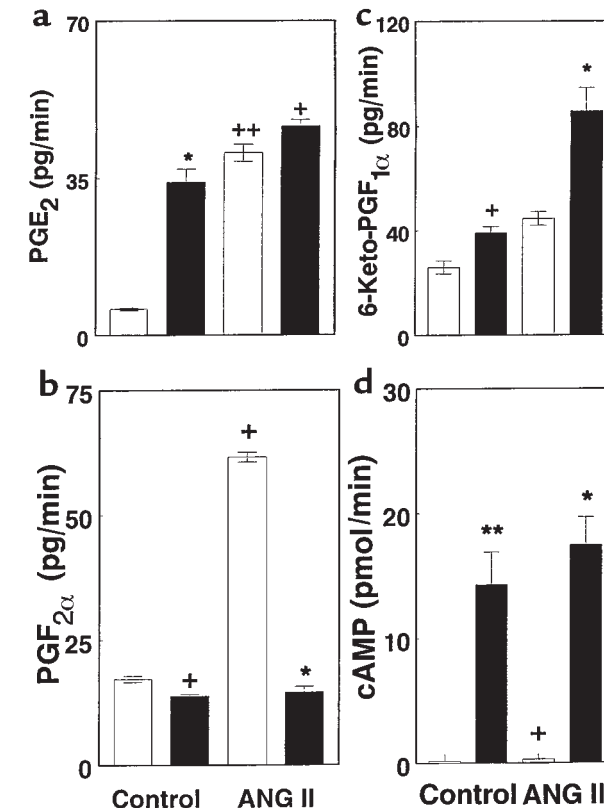 a
PGE2 (pg/min)
70
35
0
*
++
+
c
6-Keto-PGF1α (pg/min)
120
80
40
0
+
*
b
PGF2α (pg/min)
75
50
25
0
+
+
*
Control ANG II
d
cAMP (pmol/min)
30
20
10
0
**
+
*
Control ANG II